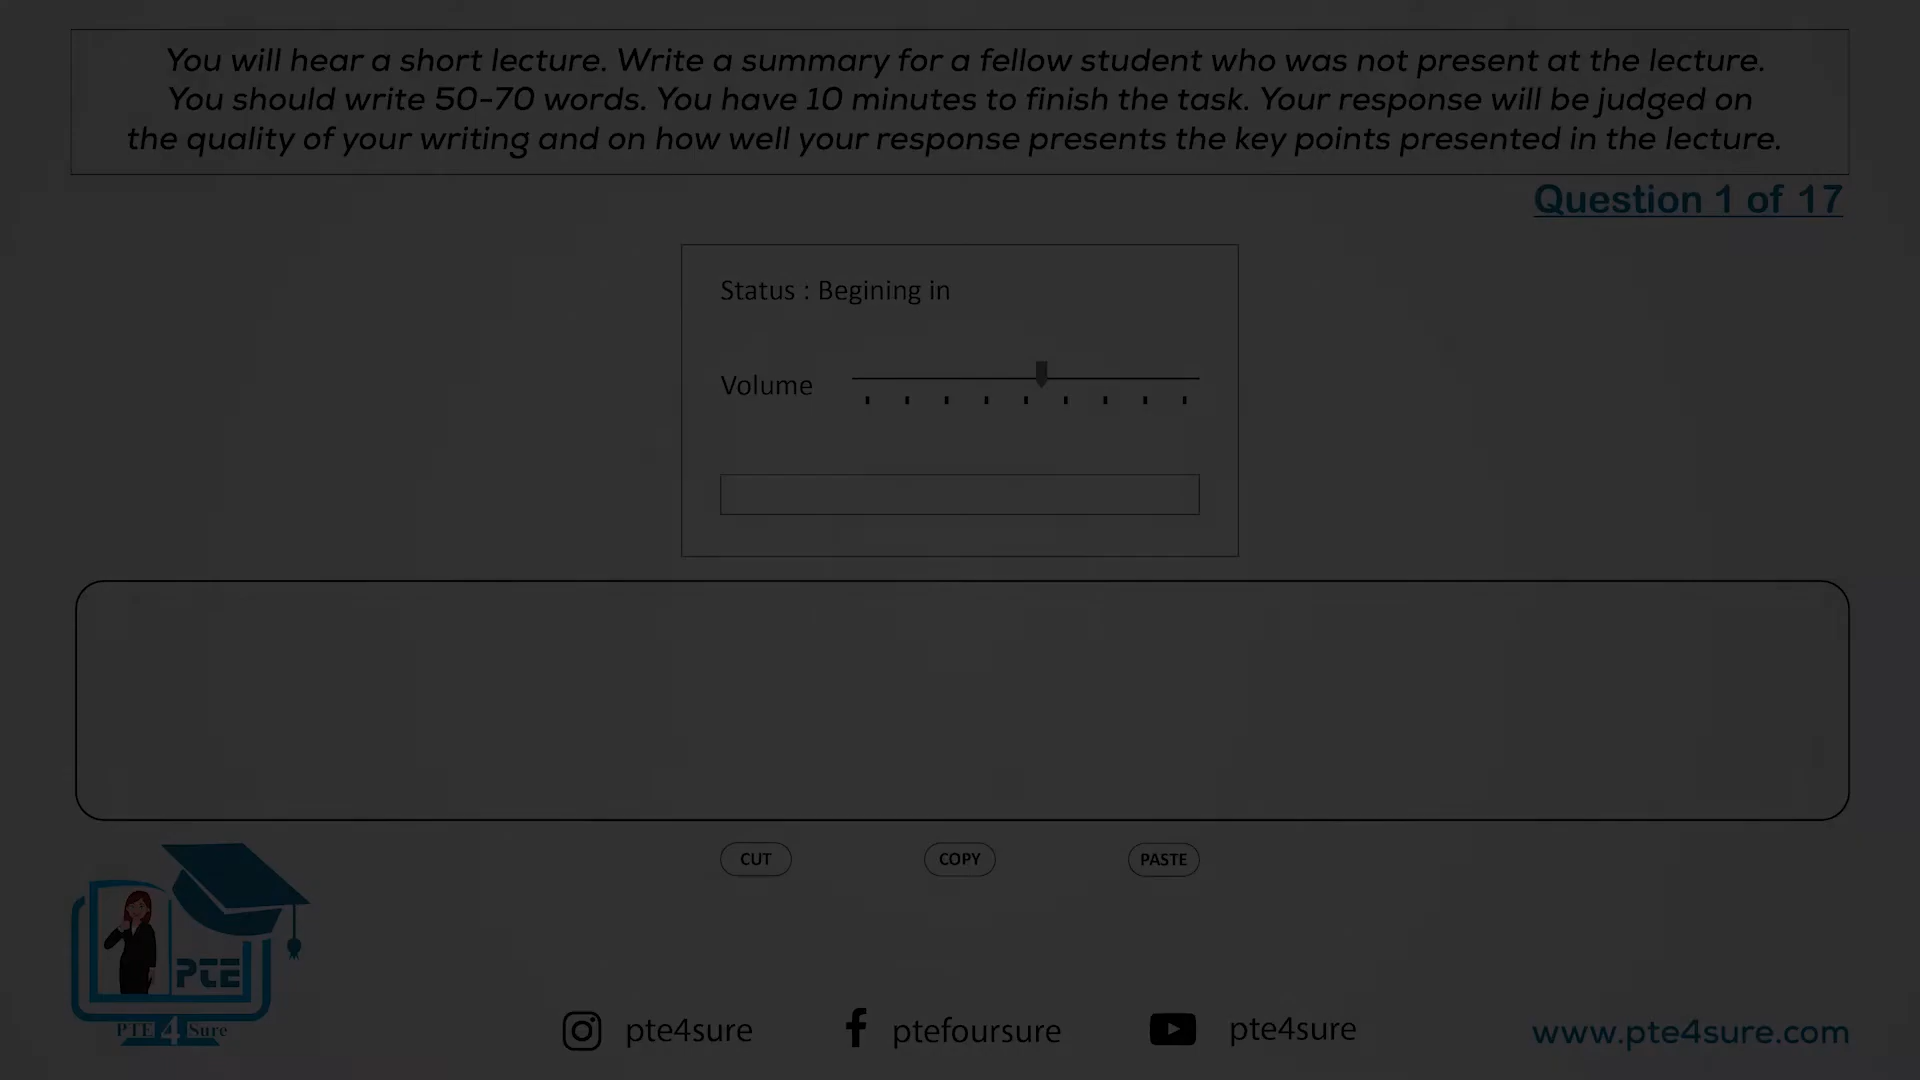 You will hear a short lecture. Write a summary for a fellow student who was not present at the lecture.
You should write 50-70 words. You have 10 minutes to finish the task. Your response will be judged on
the quality of your writing and on how well your response presents the key points presented in the lecture.
Question 1 of 17
Status : Begining in
Volume
CUT COPY PASTE
PTE
PTE 4 Sure
pte4sure ptefoursure pte4sure www.pte4sure.com